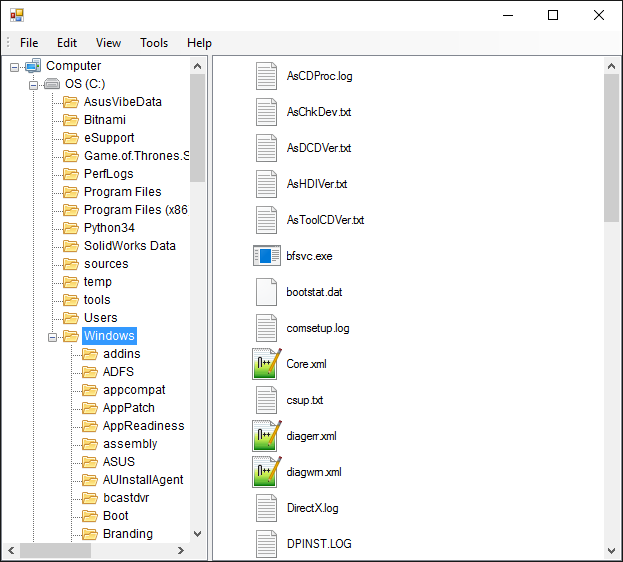 File Edit View Tools Help
Computer
OS (C:)
AsusVibeData
Bitnami
eSupport
Game.of.Thrones.S
PerfLogs
Program Files
Program Files (x86
Python34
SolidWorks Data
sources
temp
tools
Users
Windows
addins
ADFS
appcompat
AppPatch
AppReadiness
assembly
ASUS
AUInstallAgent
bcastdvr
Boot
Branding
AsCDProc.log
AsChkDev.txt
AsDCDVer.txt
AsHDIVer.txt
AsToolCDVer.txt
bfsvc.exe
bootstat.dat
comsetup.log
Core.xml
csup.txt
diagerr.xml
diagwrn.xml
DirectX.log
DPINST.LOG